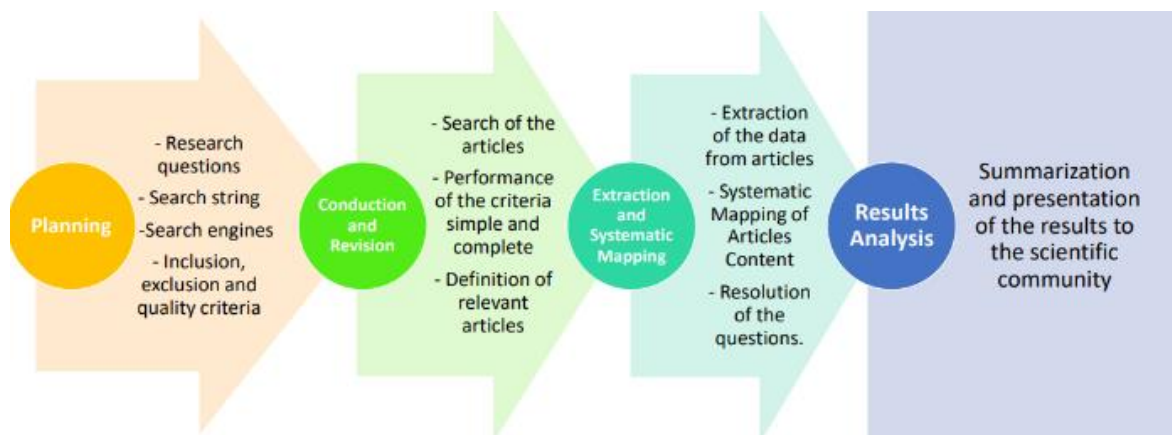 Planning
- Research
questions
- Search string
-Search engines
- Inclusion,
exclusion and
quality criteria
Conduction
and
Revision
- Search of the
articles
- Performance
of the criteria
simple and
complete
- Definition of
relevant
articles
Extraction
and
Systematic
Mapping
- Extraction
of the data
from articles
- Systematic
Mapping of
Articles
Content
- Resolution
of the
questions.
Results
Analysis
Summarization
and presentation
of the results to
the scientific
community